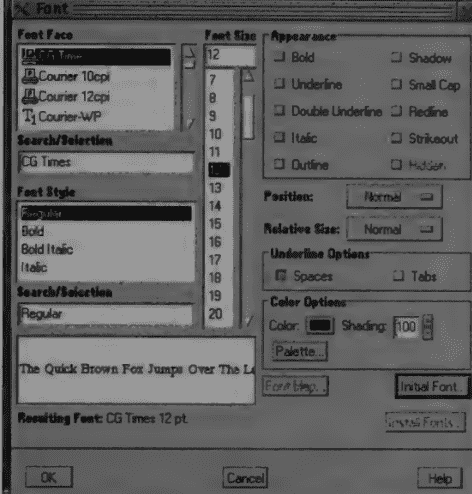 Font
Font Face
CG Time
Courier 10cpi
Courier 12cpi
Courier-WP
Search/Selection
CG Times
Font Style
Regular
Bold
Bold Italic
Italic
Search/Selection
Regular
Font Size
12
7
8
9
10
11
12
13
14
15
16
17
18
19
20
Appearance
Bold
Shadow
Underline
Small Cap
Double Underline
Redline
Italic
Strikeout
Outline
Hidden
Position: Normal
Relative Size: Normal
Underline Options
Spaces
Tabs
Color Options
Color: Shading: 100
Palette...
Font Map...
Initial Font...
Install Fonts...
The Quick Brown Fox Jumps Over The La
Resulting Font: CG Times 12 pt.
OK
Cancel
Help